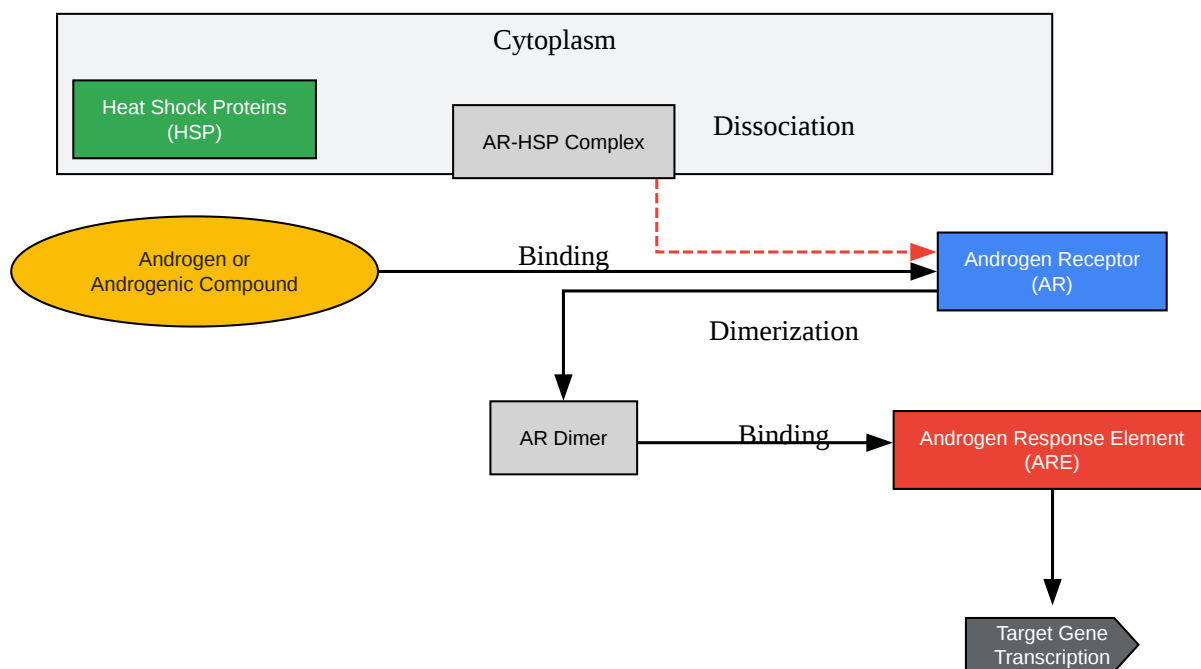 Cytoplasm
Heat Shock Proteins
(HSP)
AR-HSP Complex
Dissociation
Androgen or
Androgenic Compound
Binding
Androgen Receptor
(AR)
Dimerization
AR Dimer
Binding
Androgen Response Element
(ARE)
Target Gene
Transcription